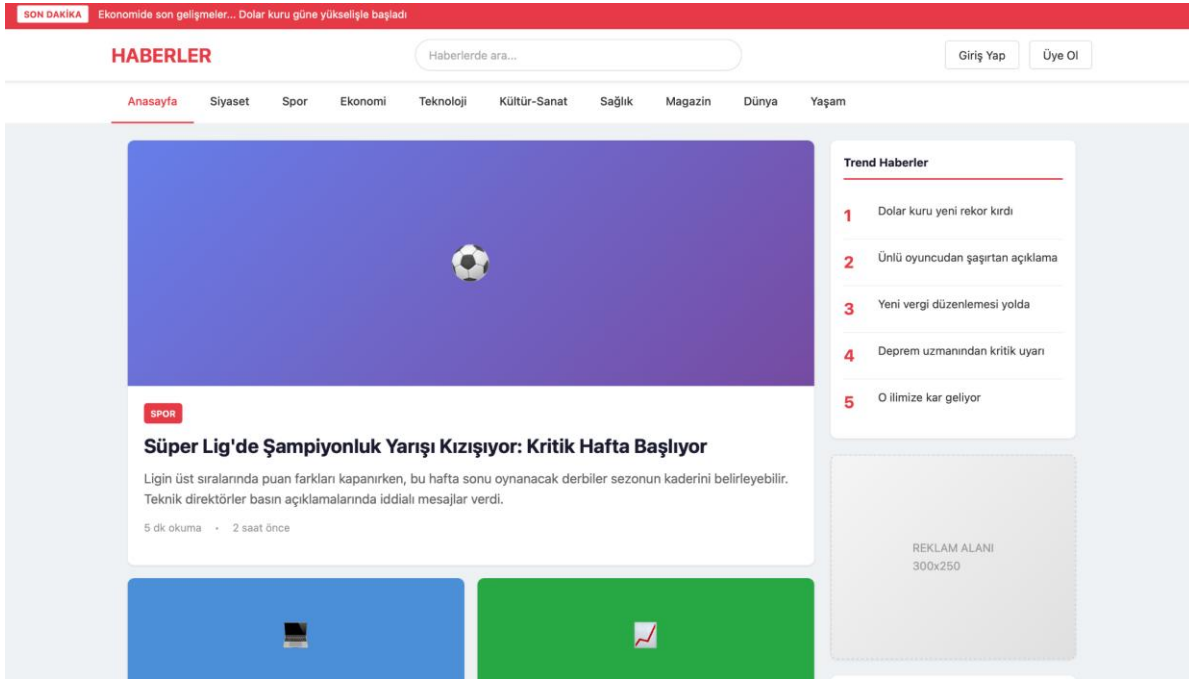 SON DAKİKA Ekonomide son gelişmeler... Dolar kuru güne yükselişle başladı
HABERLER
Haberlerde ara...
Giriş Yap
Üye Ol
Anasayfa Siyaset Spor Ekonomi Teknoloji Kültür-Sanat Sağlık Magazin Dünya Yaşam
SPOR
Süper Lig'de Şampiyonluk Yarışı Kızışıyor: Kritik Hafta Başlıyor
Ligin üst sıralarında puan farkları kapanırken, bu hafta sonu oynanacak derbiler sezonun kaderini belirleyebilir.
Teknik direktörler basın açıklamalarında iddialı mesajlar verdi.
5 dk okuma • 2 saat önce
Trend Haberler
1 Dolar kuru yeni rekor kırdı
2 Ünlü oyuncudan şaşırtan açıklama
3 Yeni vergi düzenlemesi yolda
4 Deprem uzmanından kritik uyarı
5 O ilimize kar geliyor
REKLAM ALANI
300x250